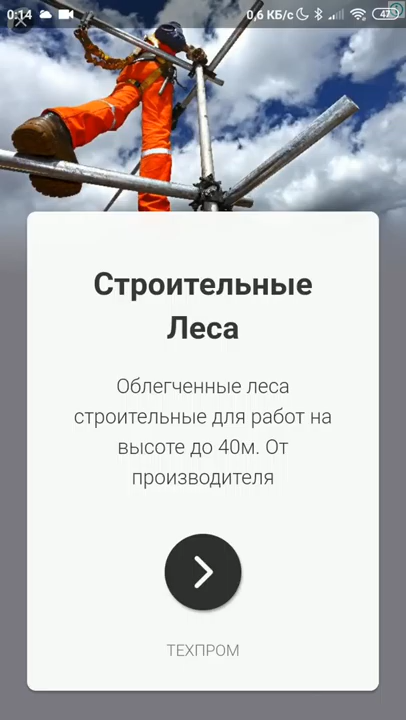 0:14 0,6 КБ/с 47
Строительные
Леса
Облегченные леса
строительные для работ на
высоте до 40м. От
производителя
ТЕХПРОМ